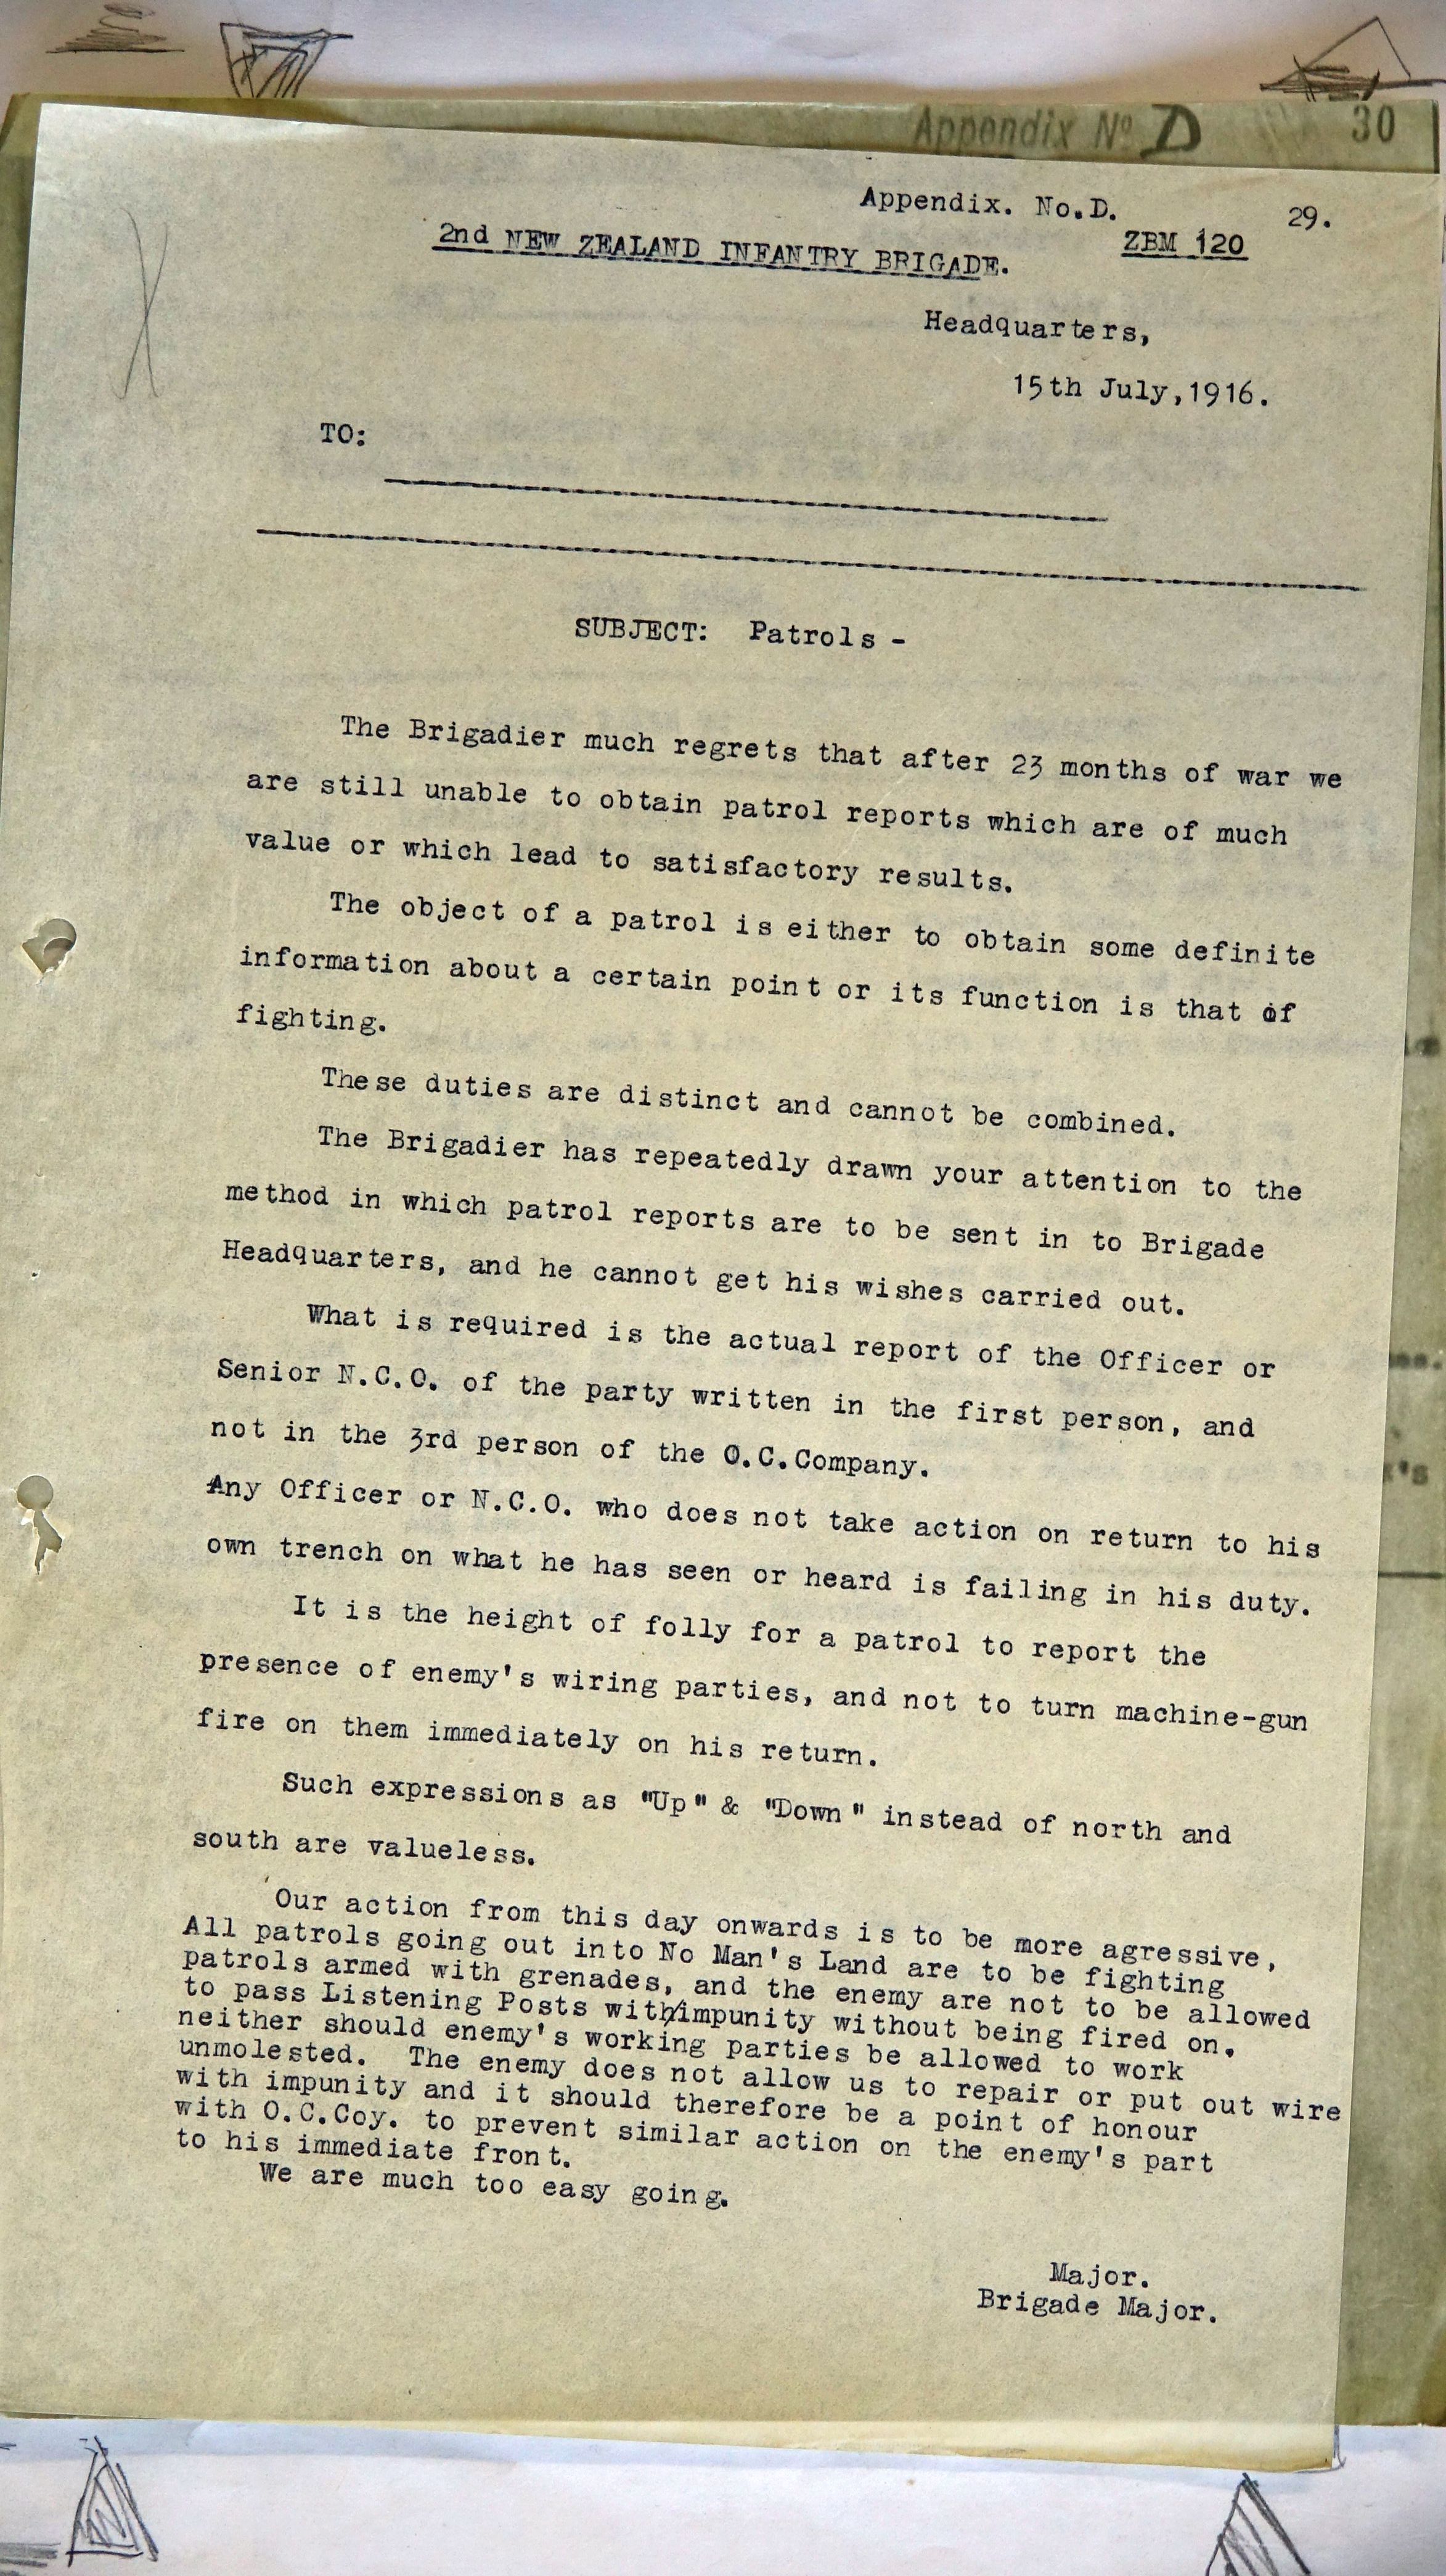 Appendix Nº D 30
Appendix. No.D. 29.
2nd NEW ZEALAND INFANTRY BRIGADE. ZBM 120
Headquarters,
15th July,1916.
TO:
SUBJECT: Patrols -
The Brigadier much regrets that after 23 months of war we
are still unable to obtain patrol reports which are of much
value or which lead to satisfactory results.
The object of a patrol is either to obtain some definite
information about a certain point or its function is that of
fighting.
These duties are distinct and cannot be combined.
The Brigadier has repeatedly drawn your attention to the
method in which patrol reports are to be sent in to Brigade
Headquarters, and he cannot get his wishes carried out.
What is required is the actual report of the Officer or
Senior N.C.O. of the party written in the first person, and
not in the 3rd person of the O.C.Company.
Any Officer or N.C.O. who does not take action on return to his
own trench on what he has seen or heard is failing in his duty.
It is the height of folly for a patrol to report the
presence of enemy's wiring parties, and not to turn machine-gun
fire on them immediately on his return.
Such expressions as "Up" & "Down" instead of north and
south are valueless.
Our action from this day onwards is to be more agressive,
All patrols going out into No Man's Land are to be fighting
patrols armed with grenades, and the enemy are not to be allowed
to pass Listening Posts with/impunity without being fired on.
neither should enemy's working parties be allowed to work
unmolested. The enemy does not allow us to repair or put out wire
with impunity and it should therefore be a point of honour
with O.C.Coy. to prevent similar action on the enemy's part
to his immediate front.
We are much too easy going.
Major.
Brigade Major.